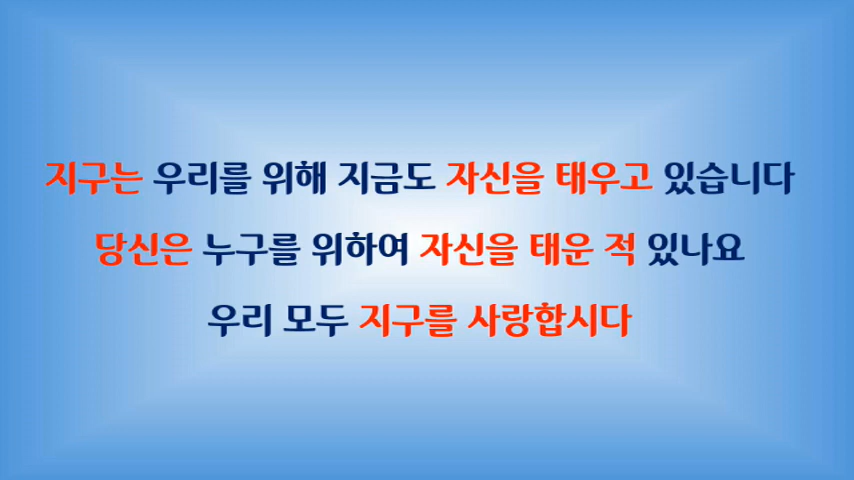 지구는 우리를 위해 지금도 자신을 태우고 있습니다
당신은 누구를 위하여 자신을 태운 적 있나요
우리 모두 지구를 사랑합시다